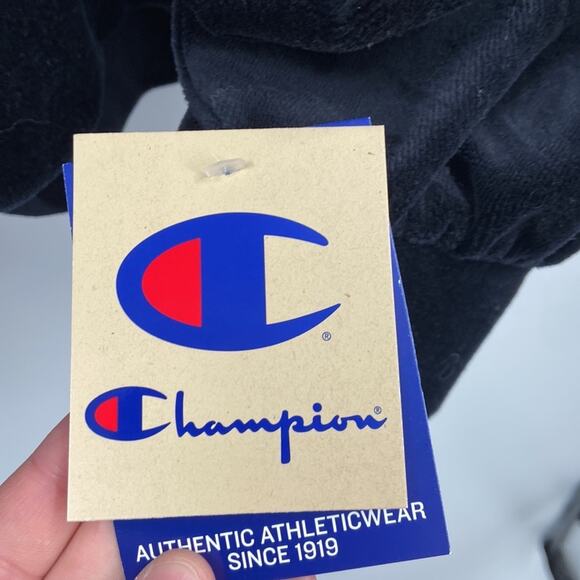 Champion®
AUTHENTIC ATHLETICWEAR
SINCE 1919